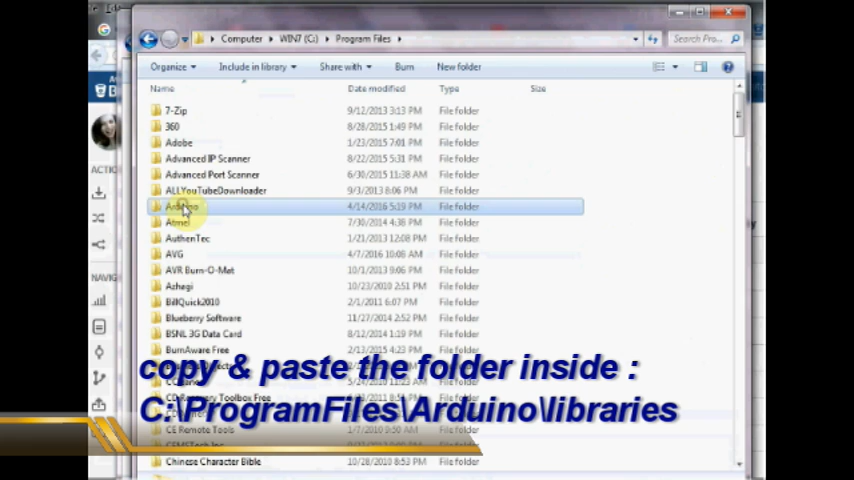 Computer ▸ WIN7 (C:) ▸ Program Files ▸
Search Pro...
Organize Include in library Share with Burn New folder
Name Date modified Type Size
7-Zip 9/12/2013 3:13 PM File folder
360 8/28/2015 1:49 PM File folder
Adobe 1/23/2015 7:01 PM File folder
Advanced IP Scanner 8/22/2015 5:31 PM File folder
Advanced Port Scanner 6/30/2015 11:38 AM File folder
ALLYouTubeDownloader 9/3/2013 8:06 PM File folder
Arduino 4/14/2016 5:19 PM File folder
Atmel 7/30/2014 4:38 PM File folder
AuthenTec 1/21/2013 12:08 PM File folder
AVG 4/7/2016 10:08 AM File folder
AVR Burn-O-Mat 10/1/2013 9:06 PM File folder
Azhagi 10/23/2010 2:51 PM File folder
BillQuick2010 2/1/2011 6:07 PM File folder
Blueberry Software 11/27/2014 2:52 PM File folder
BSNL 3G Data Card 8/12/2014 1:19 PM File folder
BurnAware Free 2/15/2015 4:23 PM File folder
copy & paste the folder inside :
C:\ProgramFiles\Arduino\libraries
CE Remote Tools 1/7/2010 9:50 AM File folder
File folder
Chinese Character Bible 10/28/2010 8:53 PM File folder
ACTIO
NAVIG